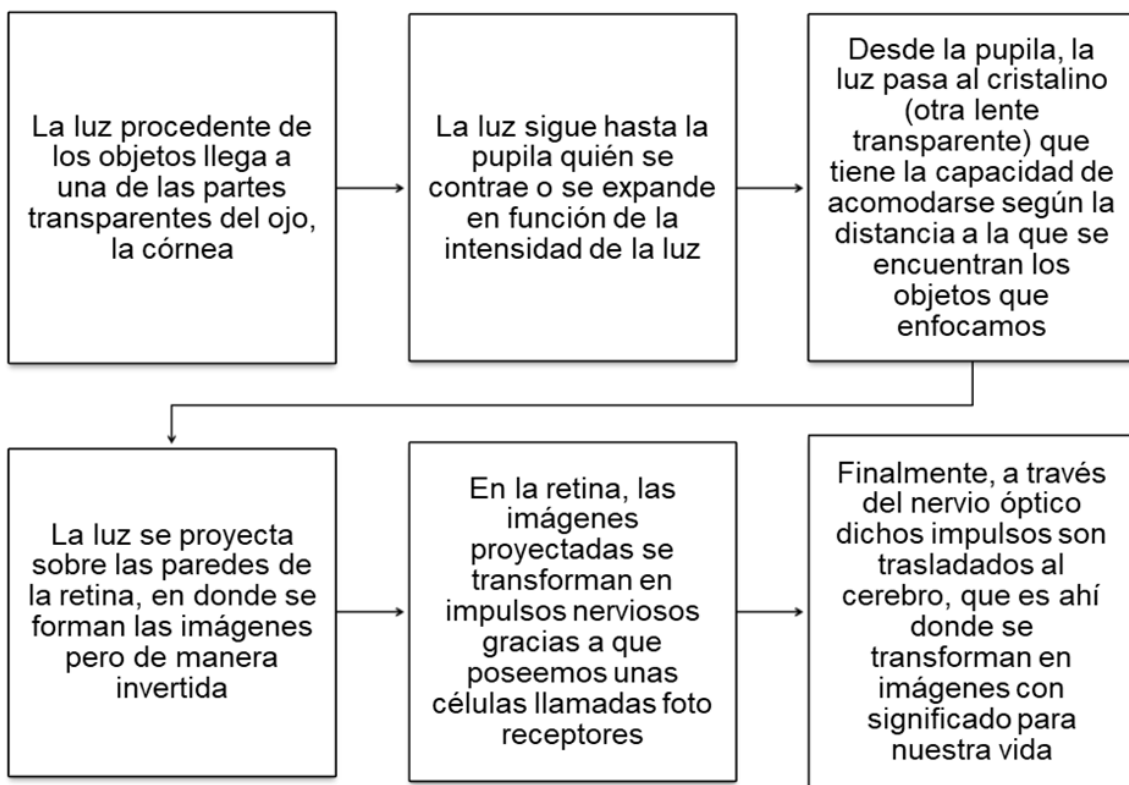 La luz procedente de
los objetos llega a
una de las partes
transparentes del ojo,
la córnea
La luz sigue hasta la
pupila quién se
contrae o se expande
en función de la
intensidad de la luz
Desde la pupila, la
luz pasa al cristalino
(otra lente
transparente) que
tiene la capacidad de
acomodarse según la
distancia a la que se
encuentran los
objetos que
enfocamos
La luz se proyecta
sobre las paredes de
la retina, en donde se
forman las imágenes
pero de manera
invertida
En la retina, las
imágenes
proyectadas se
transforman en
impulsos nerviosos
gracias a que
poseemos unas
células llamadas foto
receptores
Finalmente, a través
del nervio óptico
dichos impulsos son
trasladados al
cerebro, que es ahí
donde se
transforman en
imágenes con
significado para
nuestra vida